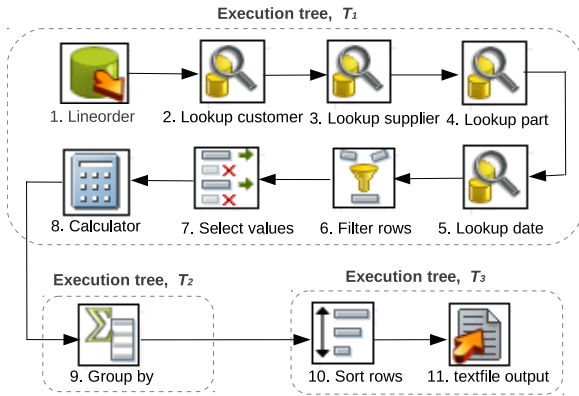 Execution tree, T1
1. Lineorder
2. Lookup customer
3. Lookup supplier
4. Lookup part
8. Calculator
7. Select values
6. Filter rows
5. Lookup date
Execution tree, T2
Execution tree, T3
9. Group by
10. Sort rows
11. textfile output